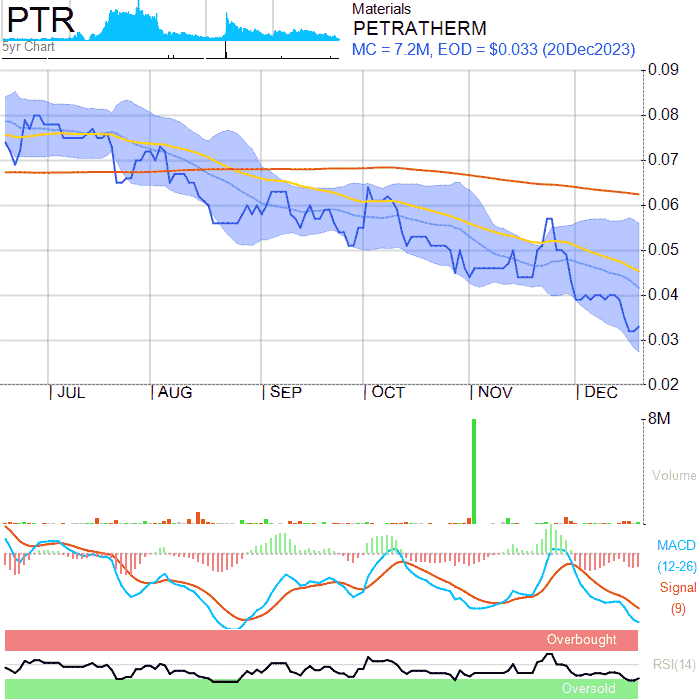 PTR
5yr Chart
Materials
PETRATHERM
MC = 7.2M, EOD = $0.033 (20Dec2023)
0.09
0.08
0.07
0.06
0.05
0.04
0.03
0.02
JUL AUG SEP OCT NOV DEC
8M
Volume
MACD
(12-26)
Signal
(9)
Overbought
RSI(14)
Oversold